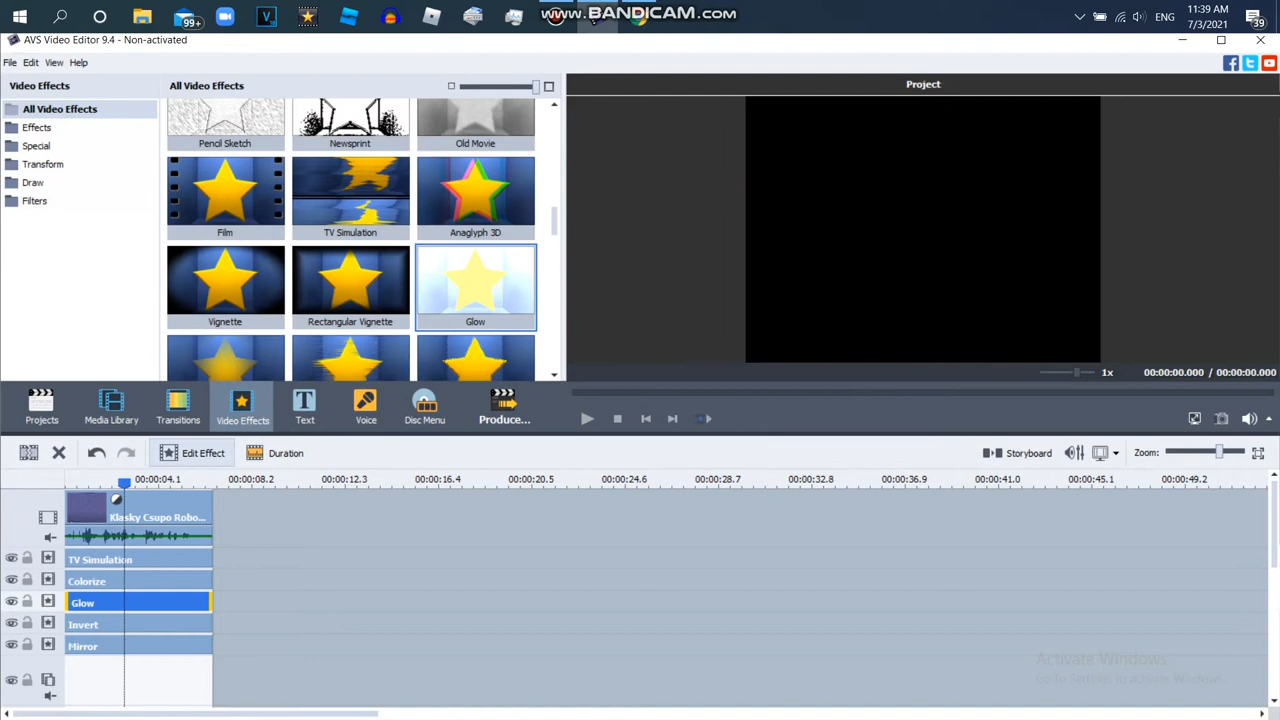 99+
www.BANDICAM.com
ENG
11:39 AM
7/3/2021
39
AVS Video Editor 9.4 - Non-activated
File Edit View Help
Video Effects
All Video Effects
Effects
Special
Transform
Draw
Filters
All Video Effects
Pencil Sketch
Newsprint
Old Movie
Film
TV Simulation
Anaglyph 3D
Vignette
Rectangular Vignette
Glow
Project
1x
00:00:00.000 / 00:00:00.000
Projects
Media Library
Transitions
Video Effects
Text
Voice
Disc Menu
Produce...
Edit Effect
Duration
Storyboard
Zoom:
00:00:04.1 00:00:08.2 00:00:12.3 00:00:16.4 00:00:20.5 00:00:24.6 00:00:28.7 00:00:32.8 00:00:36.9 00:00:41.0 00:00:45.1 00:00:49.2
Klasky Csupo Robo...
TV Simulation
Colorize
Glow
Invert
Mirror
Activate Windows
Go to Settings to activate Windows.